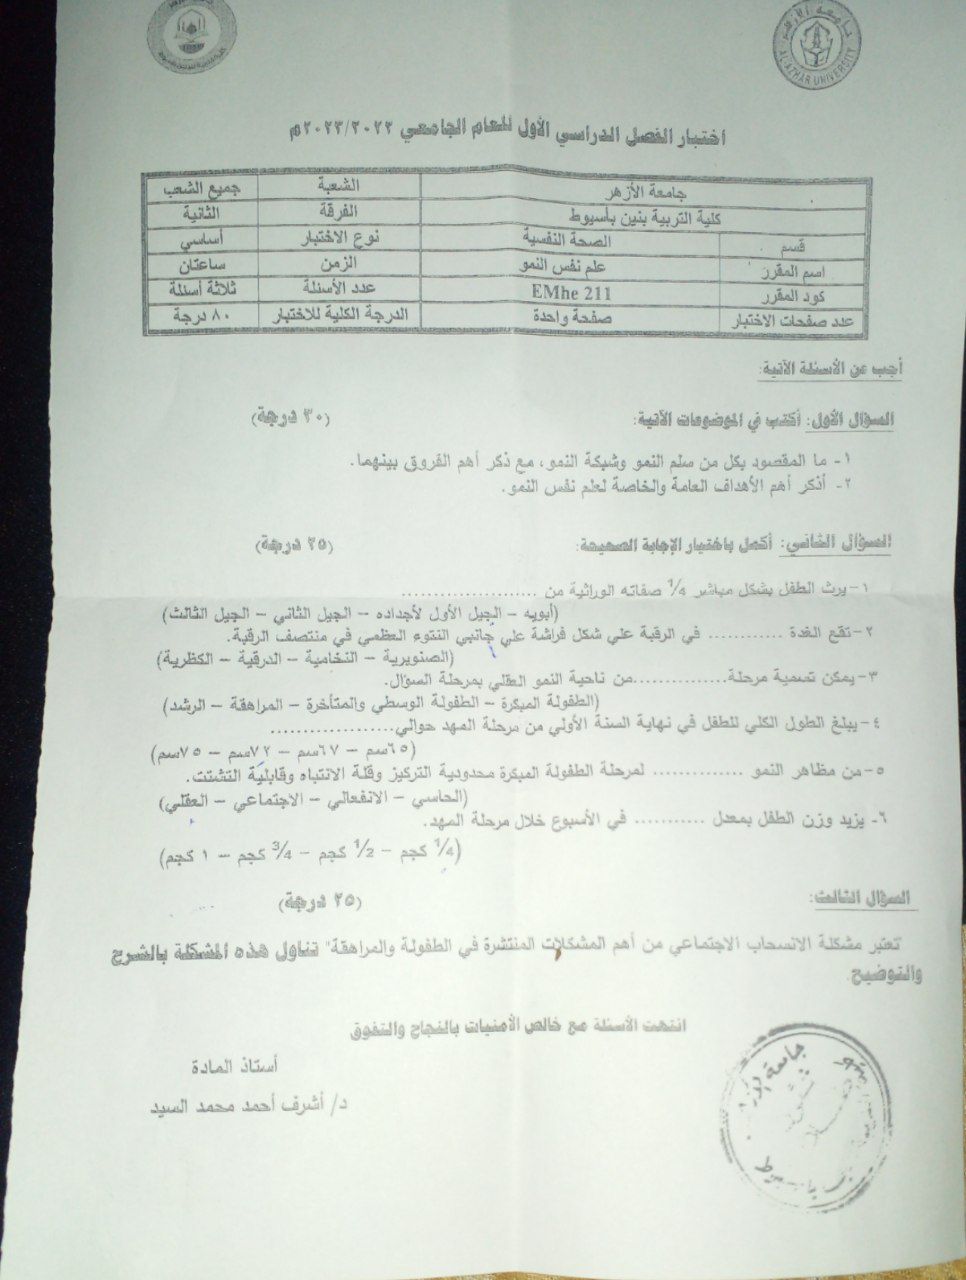 AL-AZHAR UNIVERSITY
اختبار الفصل الدراسي الأول للعام الجامعي ٢٠٢٣/٢٠٢٢م
جامعة الأزهر الشعبة جميع الشعب
كلية التربية بنين بأسيوط الفرقة الثانية
قسم الصحة النفسية نوع الاختبار أساسي
اسم المقرر علم نفس النمو الزمن ساعتان
كود المقرر EMhe 211 عدد الأسئلة ثلاثة أسئلة
عدد صفحات الاختبار صفحة واحدة الدرجة الكلية للاختبار ٨٠ درجة
أجب عن الأسئلة الآتية:
السؤال الأول: أكتب في الموضوعات الآتية: (٣٠ درجة)
١- ما المقصود بكل من سلم النمو وشبكة النمو، مع ذكر أهم الفروق بينهما.
٢- أذكر أهم الأهداف العامة والخاصة لعلم نفس النمو.
السؤال الثاني: أكمل باختيار الإجابة الصحيحة: (٢٥ درجة)
١-يرث الطفل بشكل مباشر 1/4 صفاته الوراثية من ......................
(أبويه – الجيل الأول لأجداده – الجيل الثاني – الجيل الثالث)
٢-تقع الغدة ............ في الرقبة علي شكل فراشة علي جانبي النتوء العظمي في منتصف الرقبة.
(الصنوبرية – النخامية – الدرقية – الكظرية)
٣-يمكن تسمية مرحلة..............من ناحية النمو العقلي بمرحلة السؤال.
(الطفولة المبكرة – الطفولة الوسطي والمتأخرة – المراهقة – الرشد)
٤-يبلغ الطول الكلي للطفل في نهاية السنة الأولي من مرحلة المهد حوالي...................
(٦٥سم – ٦٧سم – ٧٢سم – ٧٥سم)
٥-من مظاهر النمو .............. لمرحلة الطفولة المبكرة محدودية التركيز وقلة الانتباه وقابلية التشتت.
(الحاسي – الانفعالي – الاجتماعي – العقلي)
٦- يزيد وزن الطفل بمعدل ........... في الأسبوع خلال مرحلة المهد.
(1/4 كجم – 1/2 كجم – 3/4 كجم – ١ كجم)
السؤال الثالث: (٢٥ درجة)
تعتبر مشكلة الانسحاب الاجتماعي من أهم المشكلات المنتشرة في الطفولة والمراهقة" تناول هذه المشكلة بالشرح
والتوضيح.
انتهت الأسئلة مع خالص الأمنيات بالنجاح والتفوق
أستاذ المادة
د/ أشرف أحمد محمد السيد